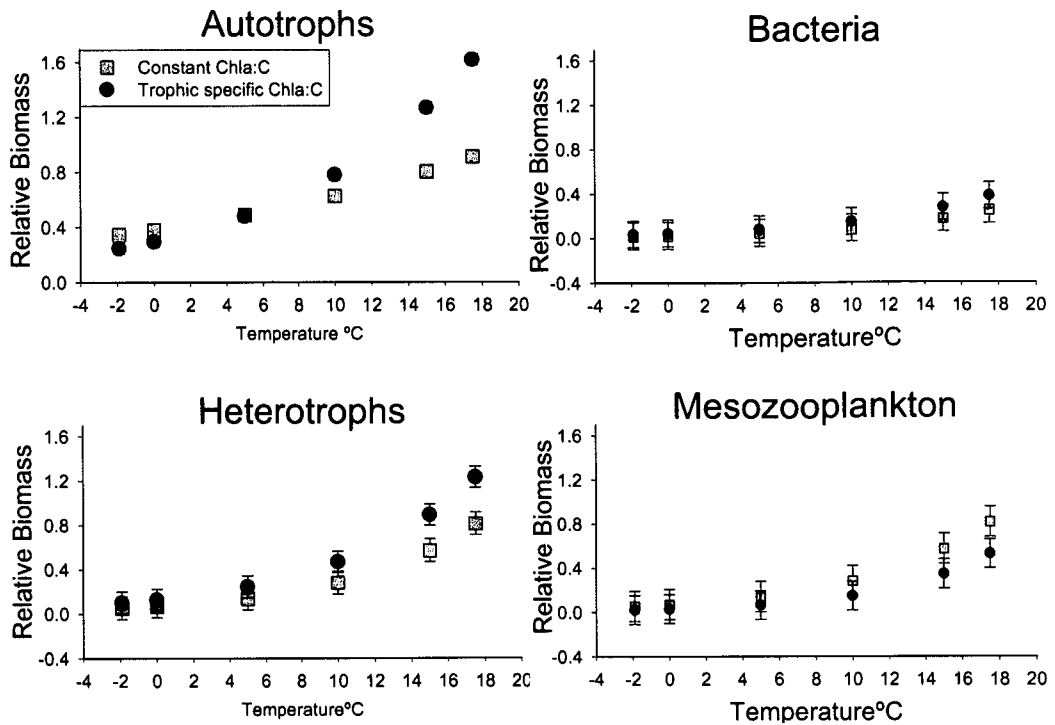 Autotrophs
Relative Biomass
1.6
1.2
0.8
0.4
0.0
Constant Chla:C
Trophic specific Chla:C
-4 -2 0 2 4 6 8 10 12 14 16 18 20
Temperature ºC
Bacteria
Relative Biomass
1.6
1.2
0.8
0.4
0.0
-0.4
-4 -2 0 2 4 6 8 10 12 14 16 18 20
TemperatureºC
Heterotrophs
Relative Biomass
1.6
1.2
0.8
0.4
0.0
-0.4
-4 -2 0 2 4 6 8 10 12 14 16 18 20
TemperatureºC
Mesozooplankton
Relative Biomass
1.6
1.2
0.8
0.4
0.0
-0.4
-4 -2 0 2 4 6 8 10 12 14 16 18 20
TemperatureºC